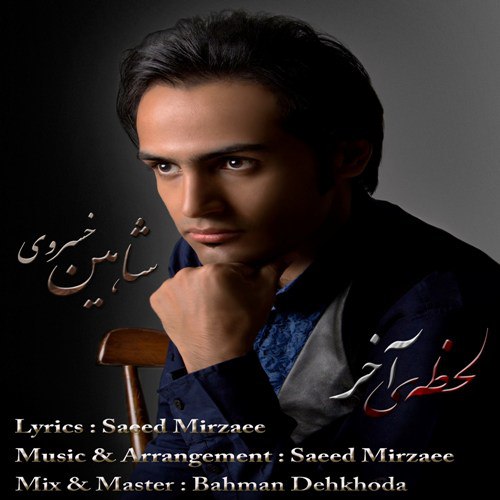 شاهین خسروی
لحظه آخر
Lyrics : Saeed Mirzaee
Music & Arrangement : Saeed Mirzaee
Mix & Master : Bahman Dehkhoda